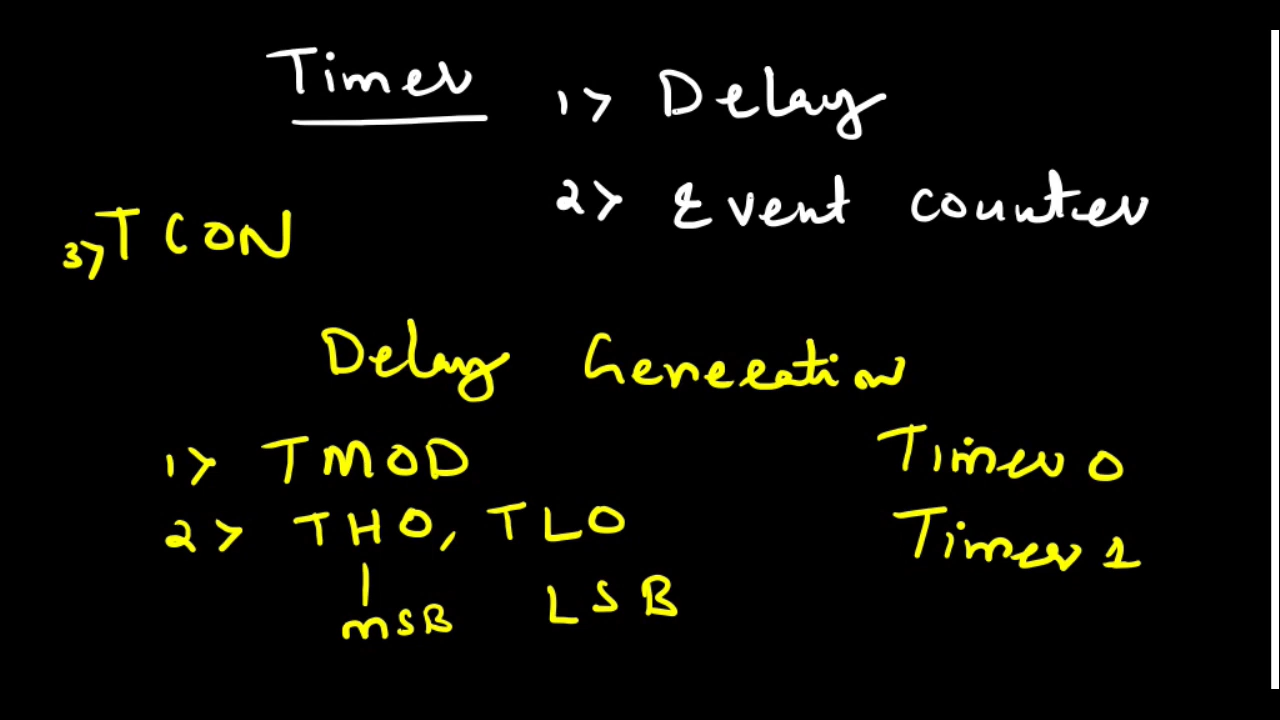 Timer 1> Delay
2> Event counter
3> TCON
Delay Generation
1> TMOD Timer 0
2> TH0, TL0 Timer 1
MSB LSB